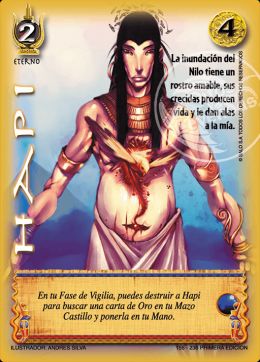 2
ETERNO
4
La inundación del
Nilo tiene un
rostro amable, sus
crecidas producen
vida y le dan alas
a la mía.
HAPI
En tu Fase de Vigilia, puedes destruir a Hapi
para buscar una carta de Oro en tu Mazo
Castillo y ponerla en tu Mano.
ILUSTRADOR: ANDRES SILVA
PRIMERA EDICION